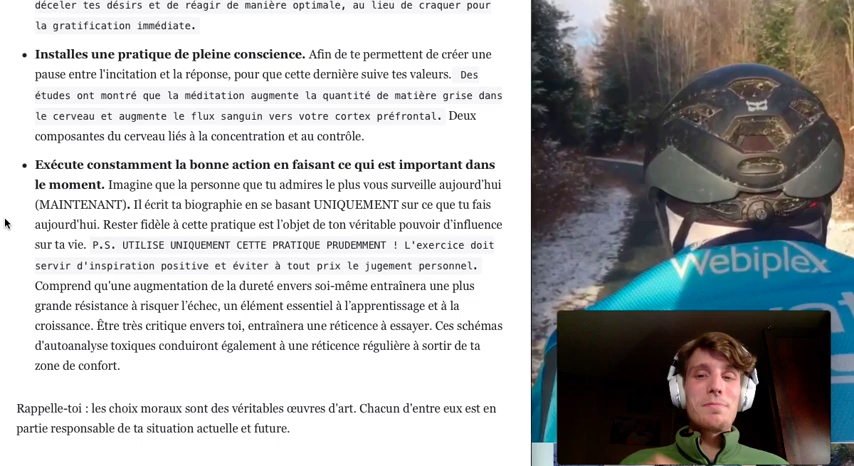 déceler tes désirs et de réagir de manière optimale, au lieu de craquer pour
la gratification immédiate.
Installes une pratique de pleine conscience. Afin de te permettent de créer une
pause entre l'incitation et la réponse, pour que cette dernière suive tes valeurs. Des
études ont montré que la méditation augmente la quantité de matière grise dans
le cerveau et augmente le flux sanguin vers votre cortex préfrontal. Deux
composantes du cerveau liés à la concentration et au contrôle.
Exécute constamment la bonne action en faisant ce qui est important dans
le moment. Imagine que la personne que tu admires le plus vous surveille aujourd'hui
(MAINTENANT). Il écrit ta biographie en se basant UNIQUEMENT sur ce que tu fais
aujourd'hui. Rester fidèle à cette pratique est l'objet de ton véritable pouvoir d'influence
sur ta vie. P.S. UTILISE UNIQUEMENT CETTE PRATIQUE PRUDEMMENT ! L'exercice doit
servir d'inspiration positive et éviter à tout prix le jugement personnel.
Comprend qu'une augmentation de la dureté envers soi-même entraînera une plus
grande résistance à risquer l'échec, un élément essentiel à l'apprentissage et à la
croissance. Être très critique envers toi, entraînera une réticence à essayer. Ces schémas
d'autoanalyse toxiques conduiront également à une réticence régulière à sortir de ta
zone de confort.
Rappelle-toi : les choix moraux sont des véritables œuvres d'art. Chacun d'entre eux est en
partie responsable de ta situation actuelle et future.
Webiplex